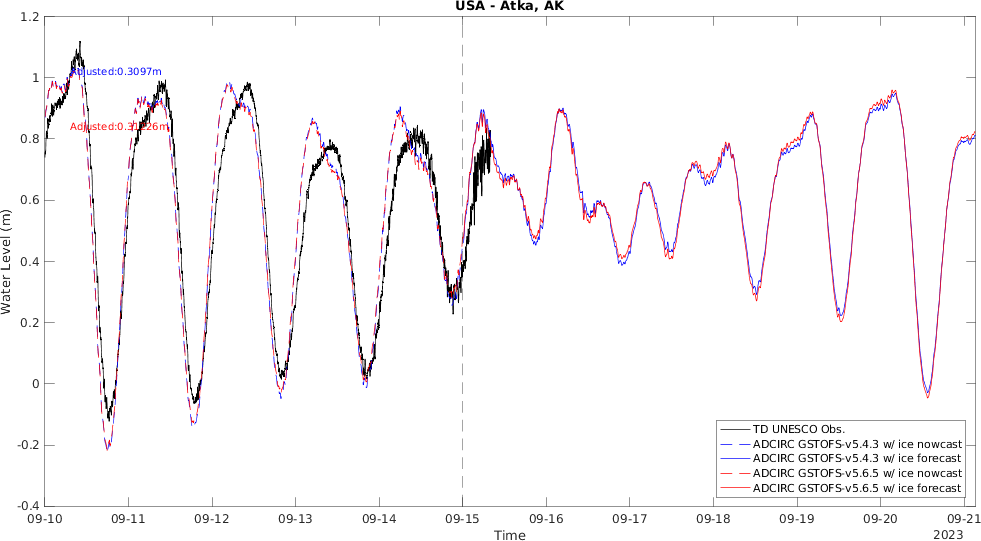 USA - Atka, AK
1.2
1
0.8
0.6
0.4
0.2
0
-0.2
-0.4
Water Level (m)
Adjusted:0.3097m
09-10
09-11
09-12
09-13
09-14
09-15
09-16
09-17
09-18
09-19
09-20
09-21
Time
2023
TD UNESCO Obs.
ADCIRC GSTOFS-v5.4.3 w/ ice nowcast
ADCIRC GSTOFS-v5.4.3 w/ ice forecast
ADCIRC GSTOFS-v5.6.5 w/ ice nowcast
ADCIRC GSTOFS-v5.6.5 w/ ice forecast